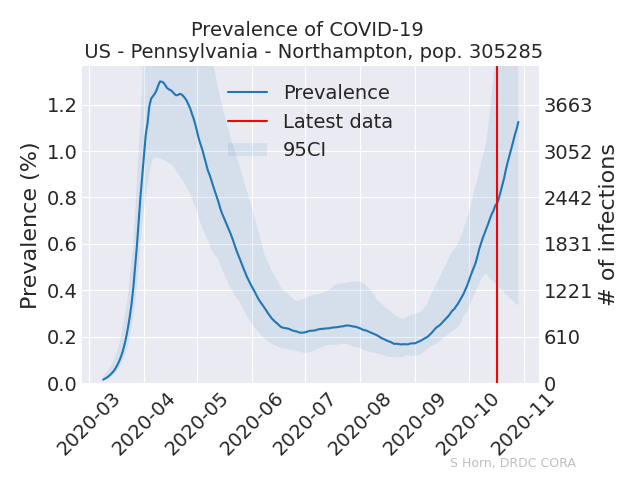 Prevalence of COVID-19
US - Pennsylvania - Northampton, pop. 305285
Prevalence
Latest data
95CI
Prevalence (%)
1.2
1.0
0.8
0.6
0.4
0.2
0.0
3663
3052
2442
1831
1221
610
0
# of infections
2020-03
2020-04
2020-05
2020-06
2020-07
2020-08
2020-09
2020-10
2020-11
S Horn, DRDC CORA